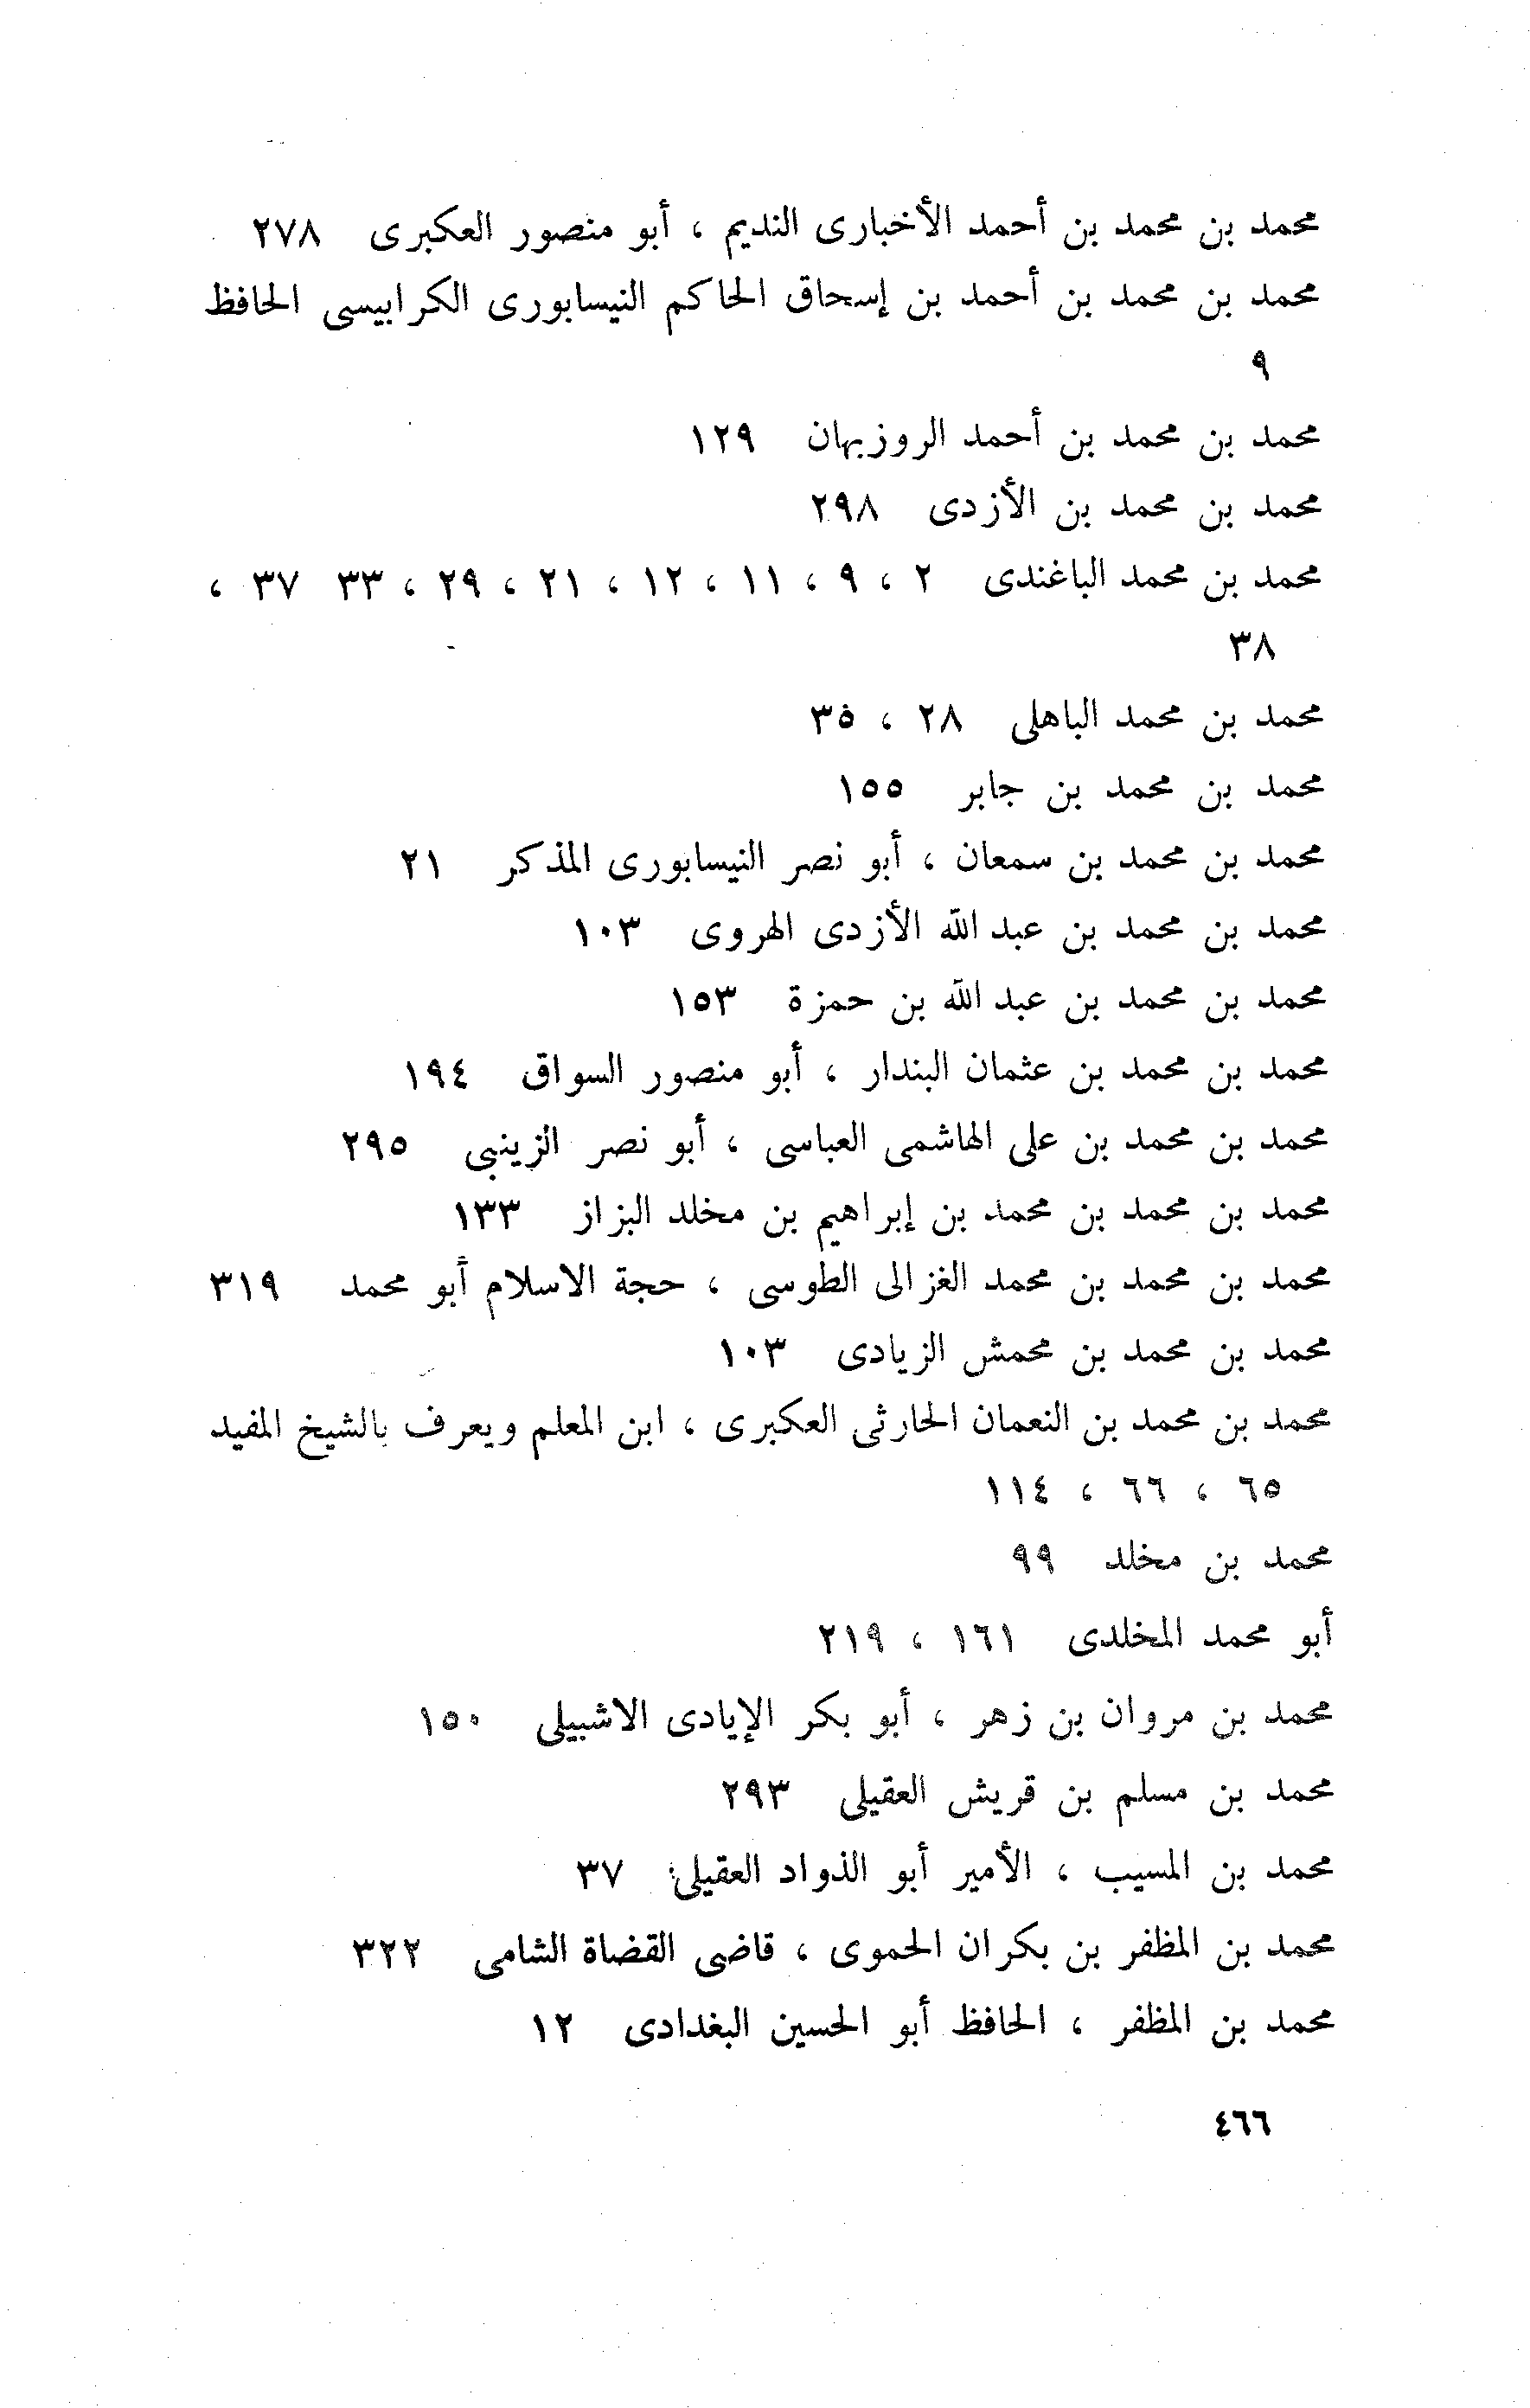 محمد بن محمد بن أحمد الأخبارى النديم ، أبو منصور العكبرى ٢٧٨
محمد بن محمد بن أحمد بن إسحاق الحاكم النيسابورى الكرابيسى الحافظ
٩
محمد بن محمد بن أحمد الروزبهان ١٢٩
محمد بن محمد بن الأزدى ٢٩٨
محمد بن محمد الباغندى ٢ ، ٩ ، ١١ ، ١٢ ، ٢١ ، ٢٩ ، ٣٣ ٣٧ ،
٣٨
محمد بن محمد الباهلى ٢٨ ، ٣٥
محمد بن محمد بن جابر ١٥٥
محمد بن محمد بن سمعان ، أبو نصر النيسابورى المذكر ٢١
محمد بن محمد بن عبد الله الأزدى الهروى ١٠٣
محمد بن محمد بن عبد الله بن حمزة ١٥٣
محمد بن محمد بن عثمان البندار ، أبو منصور السواق ١٩٤
محمد بن محمد بن على الهاشمى العباسى ، أبو نصر الزينبى ٢٩٥
محمد بن محمد بن محمد بن إبراهيم بن مخلد البزاز ١٣٣
محمد بن محمد بن محمد الغزالى الطوسى ، حجة الاسلام أبو محمد ٣١٩
محمد بن محمد بن محمش الزيادى ١٠٣
محمد بن محمد بن النعمان الحارثى العكبرى ، ابن المعلم ويعرف بالشيخ المفيد
٦٥ ، ٦٦ ، ١١٤
محمد بن مخلد ٩٩
أبو محمد المخلدى ١٦١ ، ٢١٩
محمد بن مروان بن زهر ، أبو بكر الإيادى الاشبيلى ١٥٠
محمد بن مسلم بن قريش العقيلى ٢٩٣
محمد بن المسيب ، الأمير أبو الذواد العقيلى ٣٧
محمد بن المظفر بن بكران الحموى ، قاضى القضاة الشامى ٣٢٢
محمد بن المظفر ، الحافظ أبو الحسين البغدادى ١٢
٤٦٦